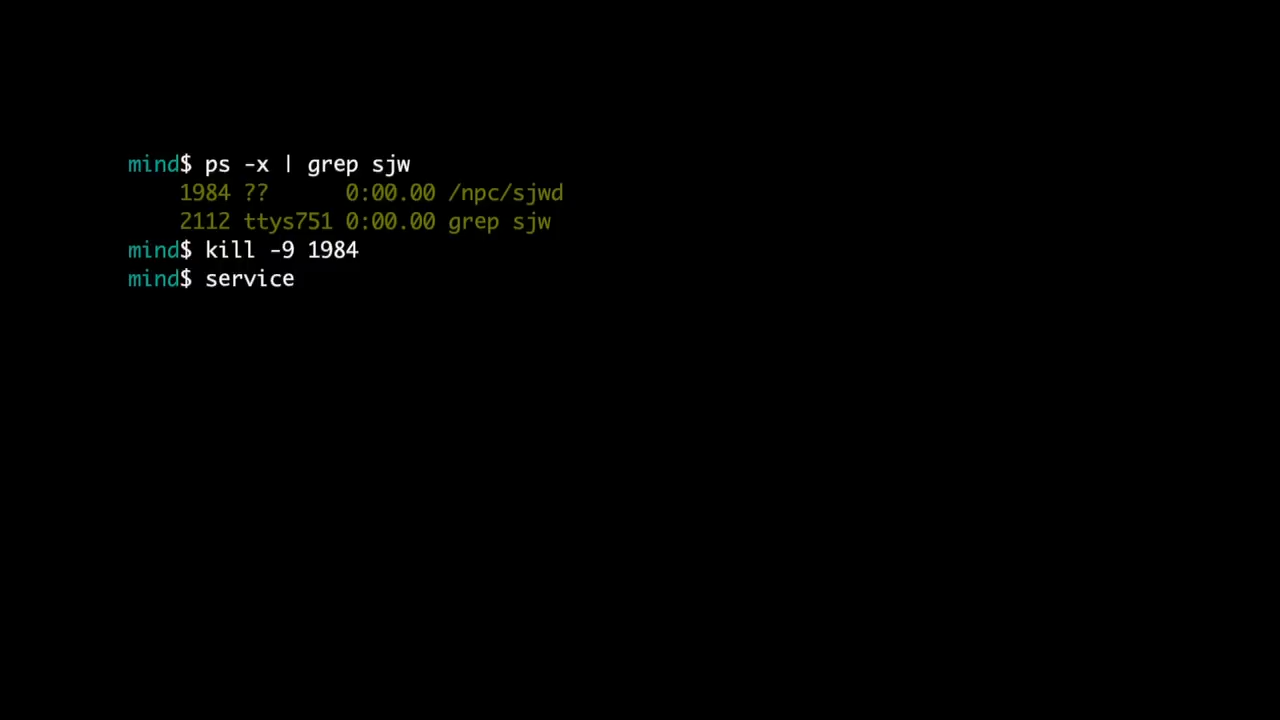 mind$ ps -x | grep sjw
1984 ?? 0:00.00 /npc/sjwd
2112 ttys751 0:00.00 grep sjw
mind$ kill -9 1984
mind$ service